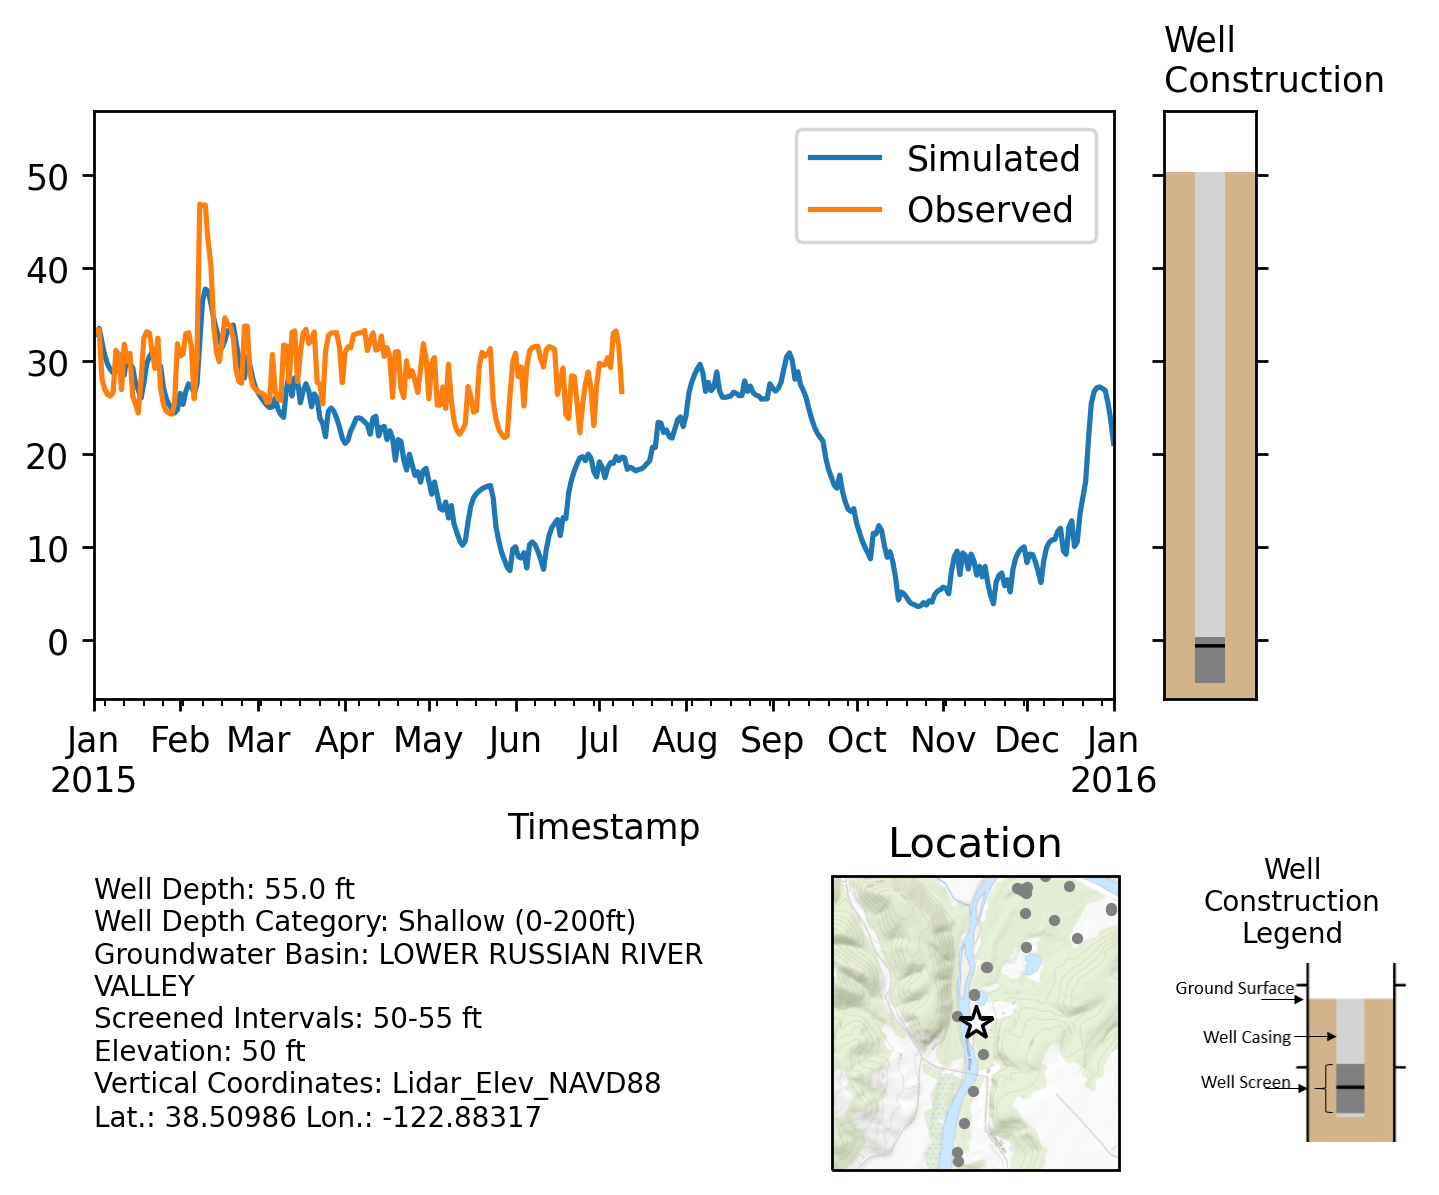 Well
Construction
Simulated
Observed
50
40
30
20
10
0
Jan Feb Mar Apr May Jun Jul Aug Sep Oct Nov Dec Jan
2015 2016
Timestamp
Well Depth: 55.0 ft
Well Depth Category: Shallow (0-200ft)
Groundwater Basin: LOWER RUSSIAN RIVER
VALLEY
Screened Intervals: 50-55 ft
Elevation: 50 ft
Vertical Coordinates: Lidar_Elev_NAVD88
Lat.: 38.50986 Lon.: -122.88317
Location
Well
Construction
Legend
Ground Surface
Well Casing
Well Screen